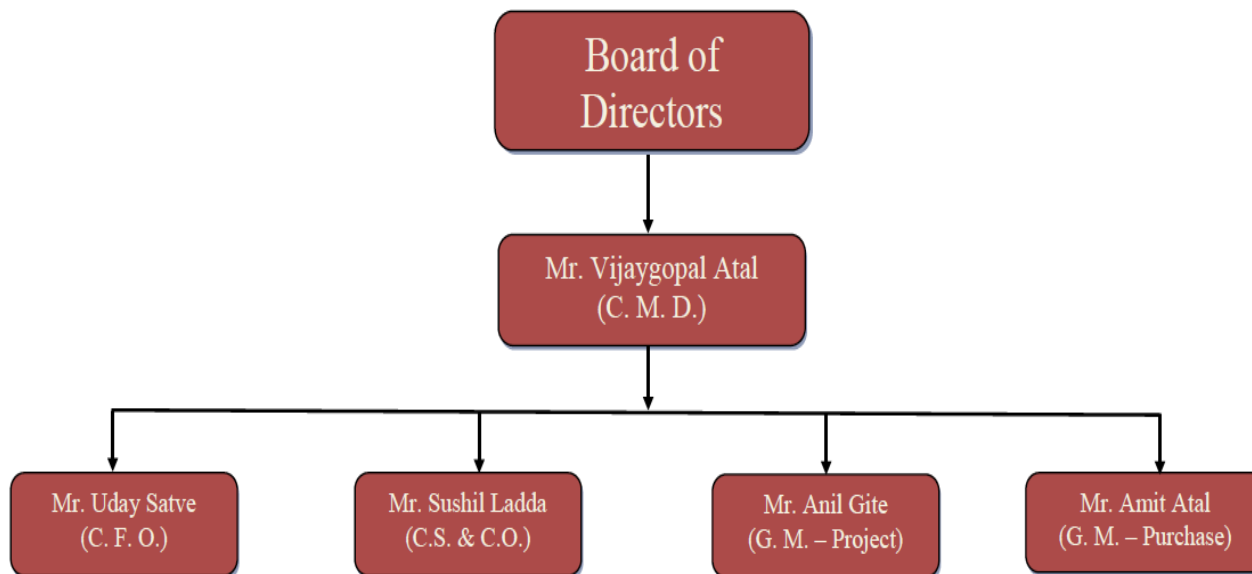 Board of
Directors
Mr. Vijaygopal Atal
(C. M. D.)
Mr. Uday Satve
(C. F. O.)
Mr. Sushil Ladda
(C.S. & C.O.)
Mr. Anil Gite
(G. M. – Project)
Mr. Amit Atal
(G. M. – Purchase)